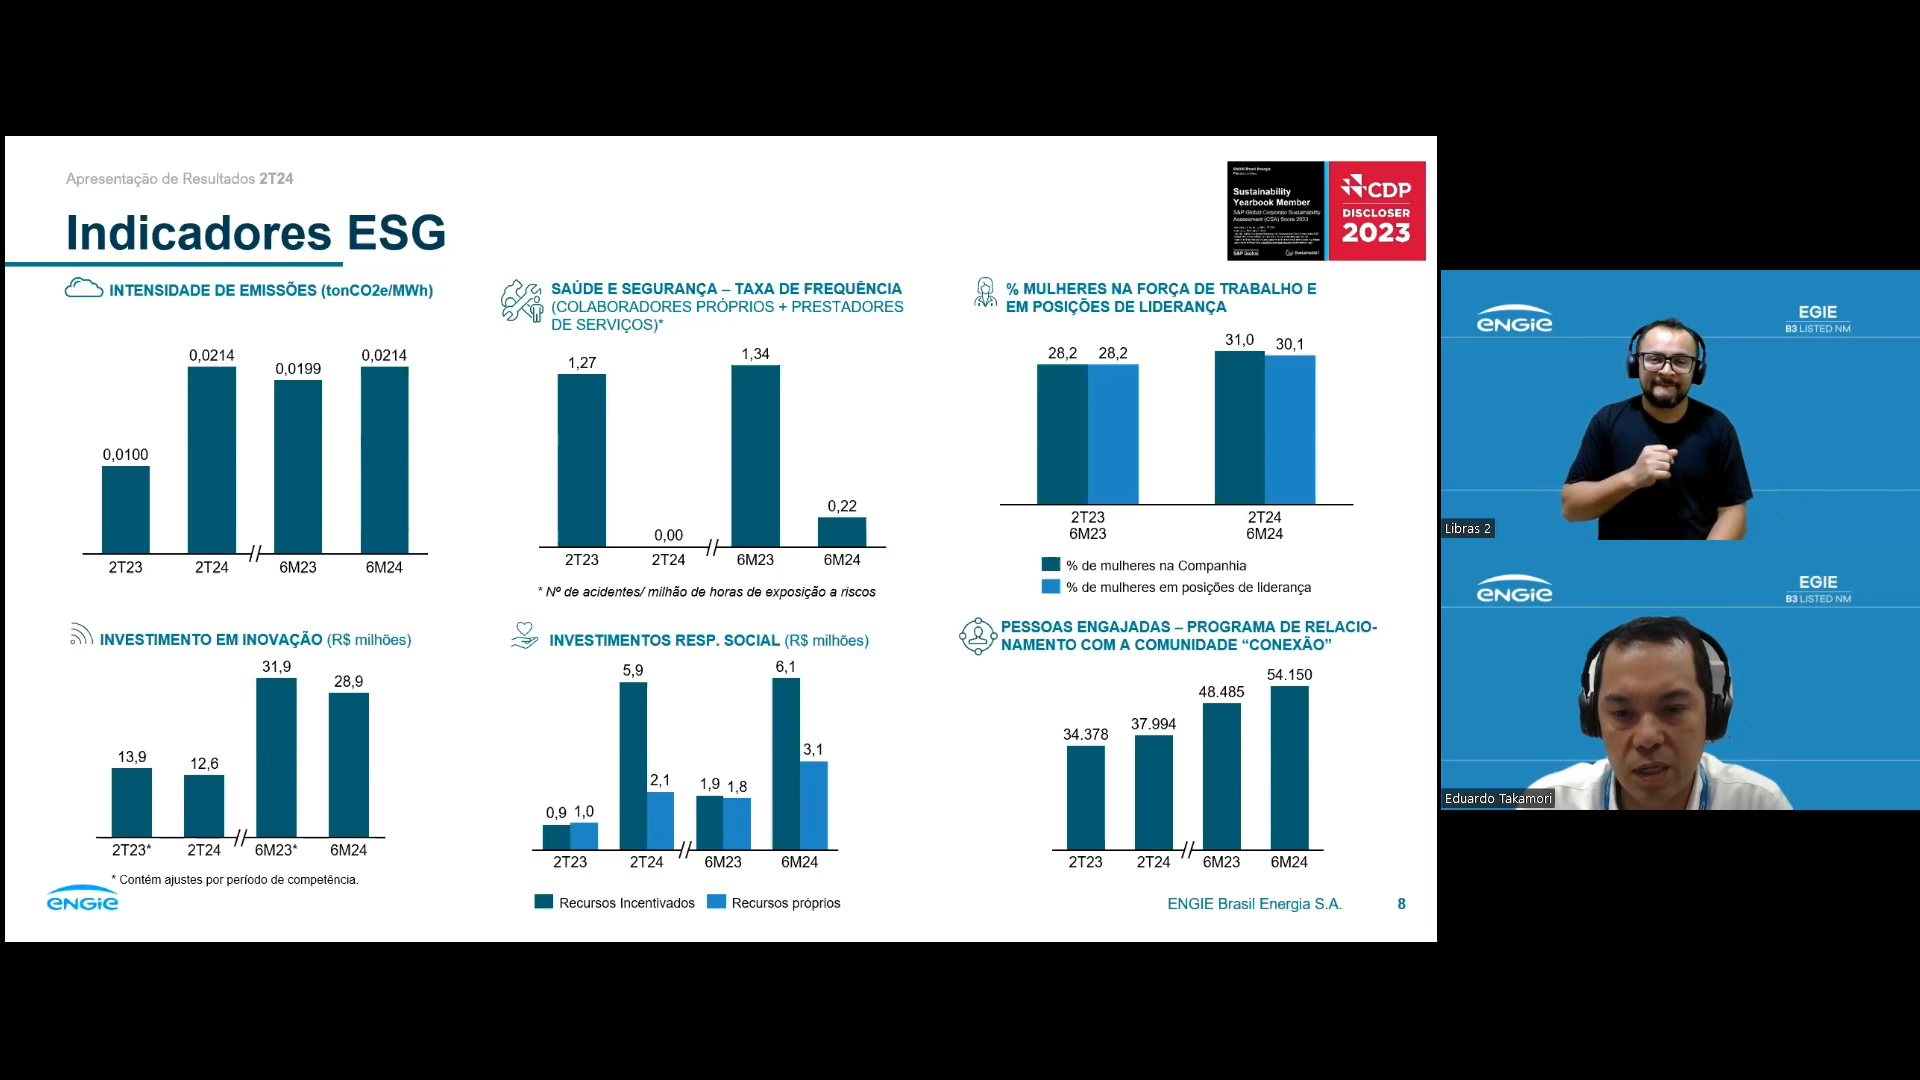 Apresentação de Resultados 2T24
Indicadores ESG
Sustainability
Yearbook Member
S&P Global Corporate Sustainability
Assessment (CSA) Score 2023
S&P Global
CDP
DISCLOSER
2023
INTENSIDADE DE EMISSÕES (tonCO2e/MWh)
0,0100
0,0214
0,0199
0,0214
2T23
2T24
6M23
6M24
SAÚDE E SEGURANÇA – TAXA DE FREQUÊNCIA
(COLABORADORES PRÓPRIOS + PRESTADORES
DE SERVIÇOS)*
1,27
0,00
1,34
0,22
2T23
2T24
6M23
6M24
* Nº de acidentes/ milhão de horas de exposição a riscos
% MULHERES NA FORÇA DE TRABALHO E
EM POSIÇÕES DE LIDERANÇA
28,2
28,2
31,0
30,1
2T23
6M23
2T24
6M24
% de mulheres na Companhia
% de mulheres em posições de liderança
INVESTIMENTO EM INOVAÇÃO (R$ milhões)
13,9
12,6
31,9
28,9
2T23*
2T24
6M23*
6M24
* Contém ajustes por período de competência.
INVESTIMENTOS RESP. SOCIAL (R$ milhões)
0,9
1,0
5,9
2,1
1,9
1,8
6,1
3,1
2T23
2T24
6M23
6M24
Recursos Incentivados
Recursos próprios
PESSOAS ENGAJADAS – PROGRAMA DE RELACIO-
NAMENTO COM A COMUNIDADE “CONEXÃO”
34.378
37.994
48.485
54.150
2T23
2T24
6M23
6M24
ENGIE
ENGIE Brasil Energia S.A.
8
ENGIE
EGIE
B3 LISTED NM
Libras 2
ENGIE
EGIE
B3 LISTED NM
Eduardo Takamori